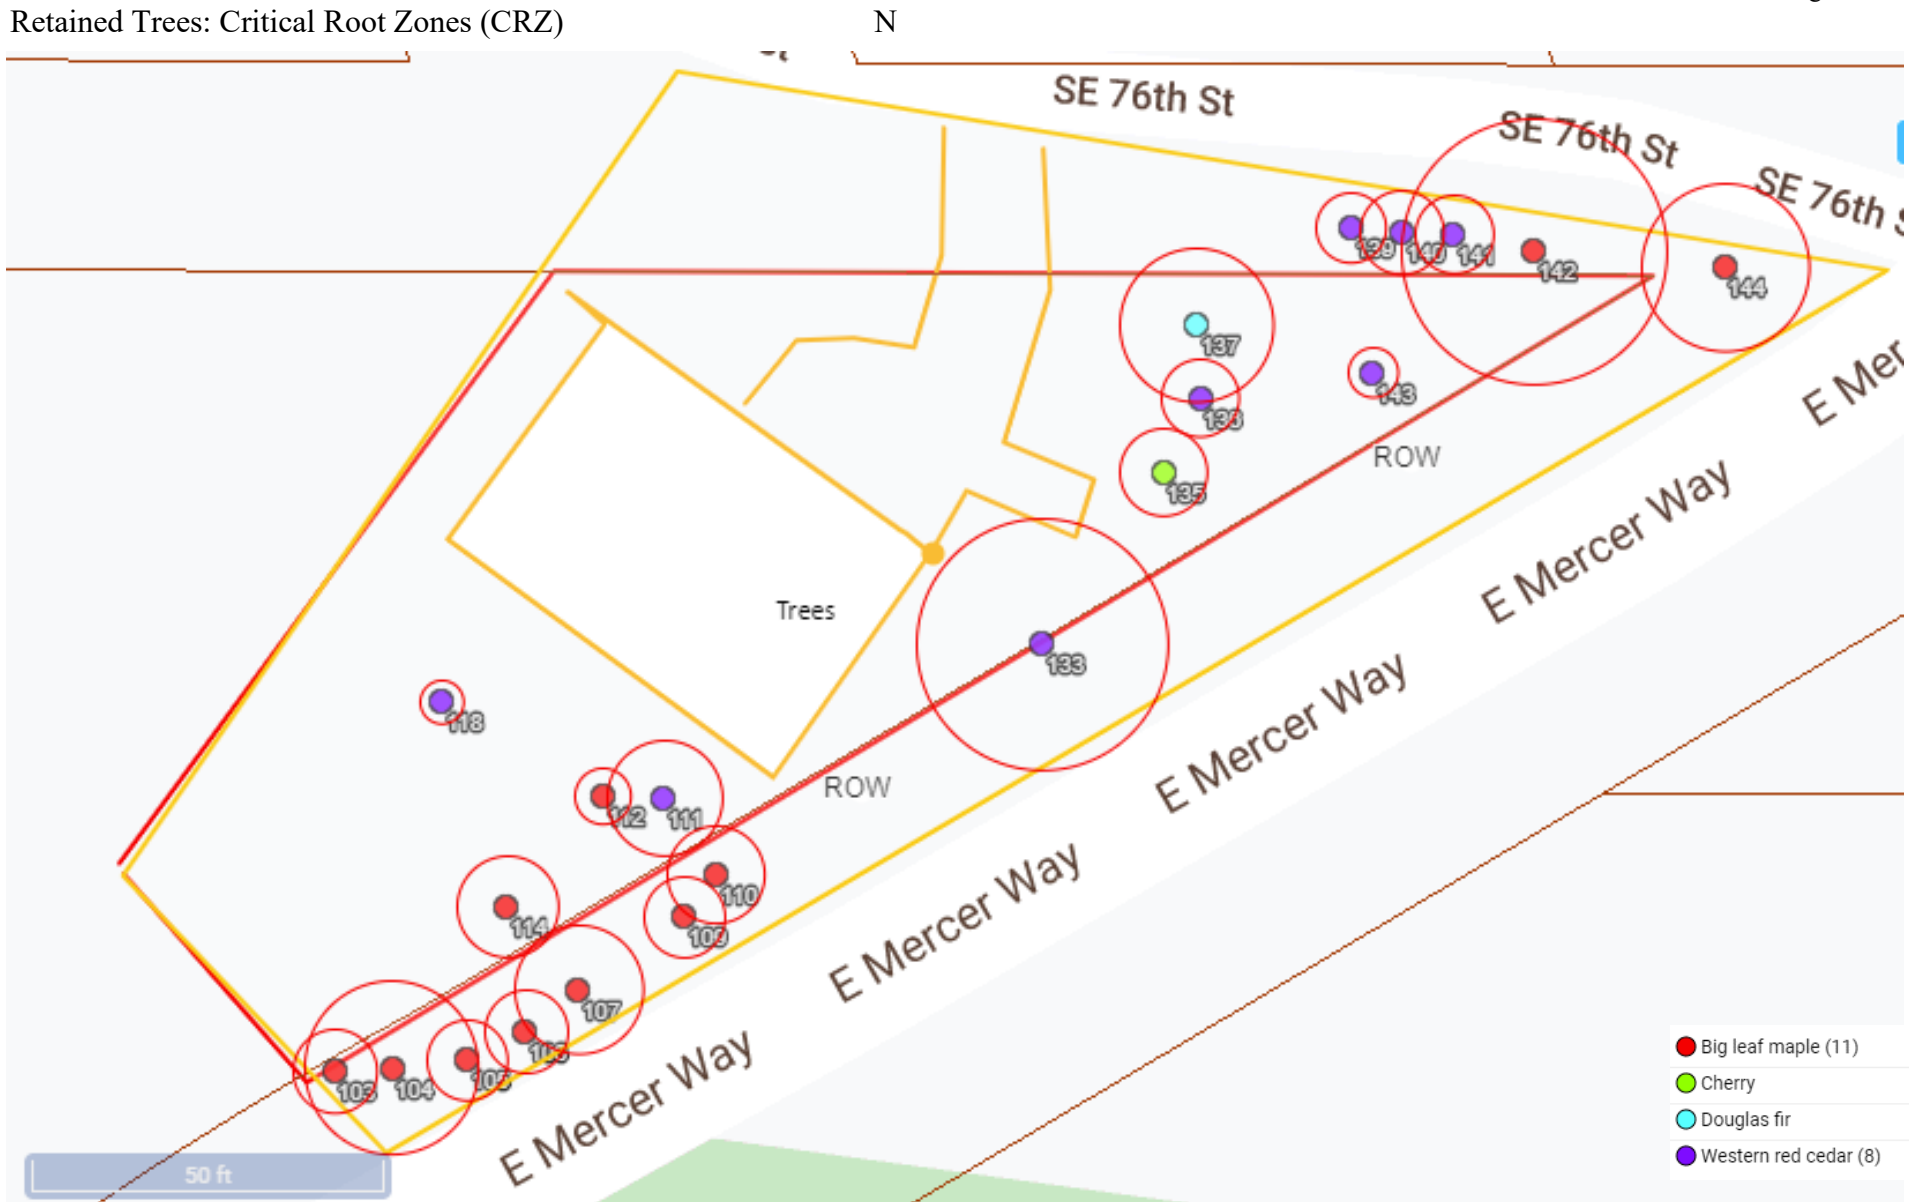 Retained Trees: Critical Root Zones (CRZ)
N
SE 76th St
SE 76th St
SE 76th
139
140
141
142
144
137
138
143
135
ROW
E Mer
E Mercer Way
Trees
133
118
E Mercer Way
112
111
ROW
110
109
114
E Mercer Way
107
106
105
104
103
E Mercer Way
50 ft
Big leaf maple (11)
Cherry
Douglas fir
Western red cedar (8)